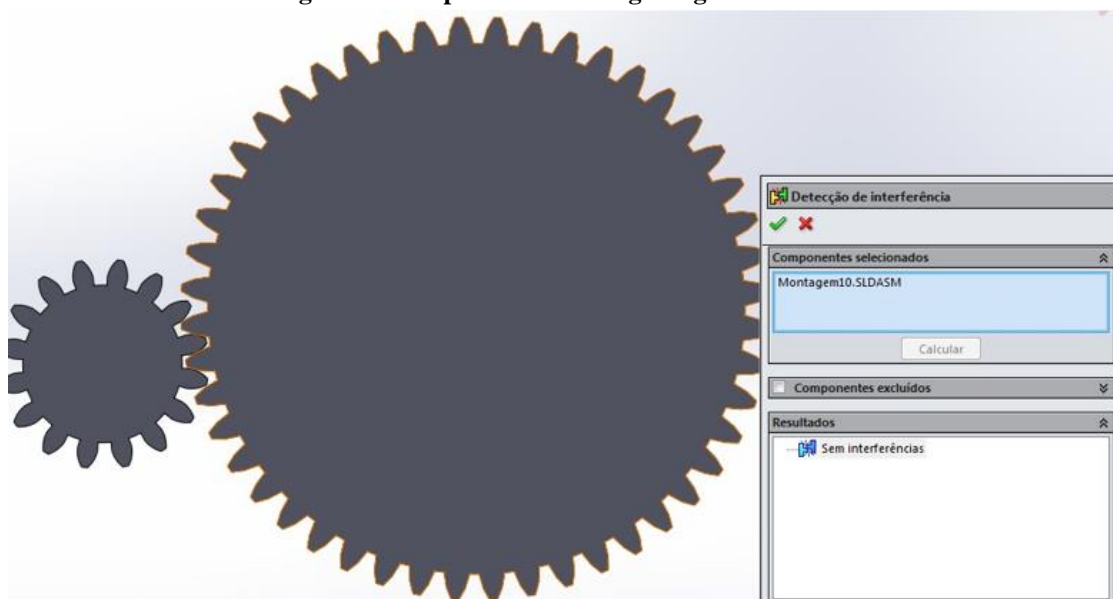 Detecção de interferência
Componentes selecionados
Montagem10.SLDASM
Calcular
Componentes excluídos
Resultados
Sem interferências